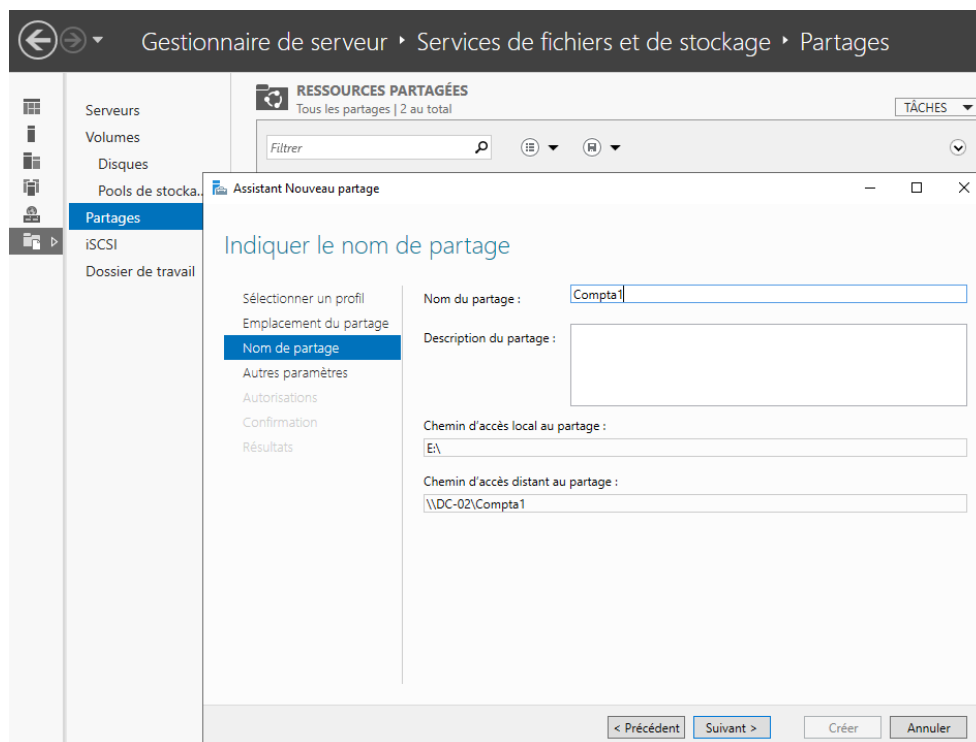 Gestionnaire de serveur ‣ Services de fichiers et de stockage ‣ Partages
Serveurs
Volumes
Disques
Pools de stocka...
Partages
iSCSI
Dossier de travail
RESSOURCES PARTAGÉES
Tous les partages | 2 au total
TÂCHES
Filtrer
Assistant Nouveau partage
Indiquer le nom de partage
Sélectionner un profil
Emplacement du partage
Nom de partage
Autres paramètres
Autorisations
Confirmation
Résultats
Nom du partage : Compta1
Description du partage :
Chemin d'accès local au partage :
E:\
Chemin d'accès distant au partage :
\\DC-02\Compta1
< Précédent Suivant > Créer Annuler